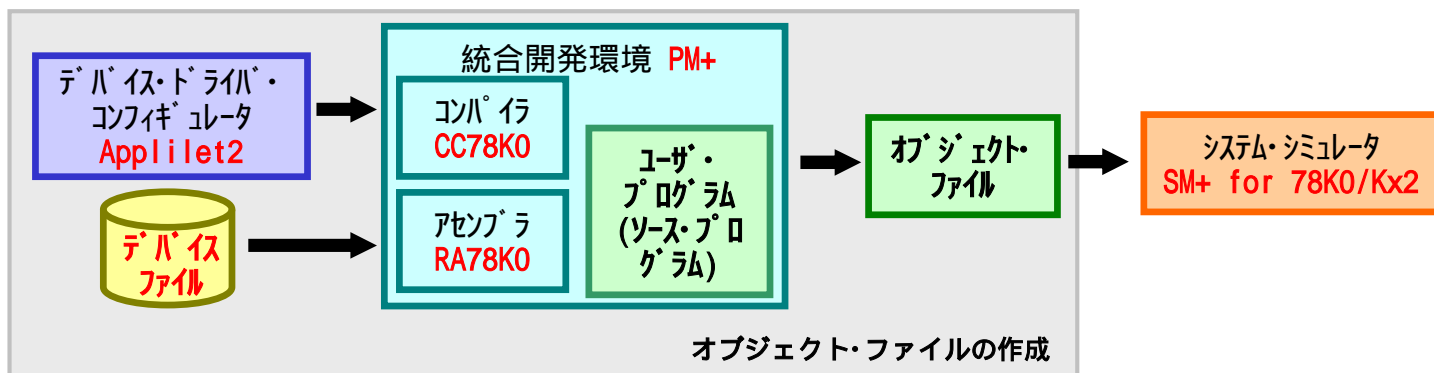 デバイス・ドライバ・
コンフィギュレータ
Applilet2
デバイス
ファイル
統合開発環境 PM+
コンパイラ
CC78K0
アセンブラ
RA78K0
ユーザ・
プログラム
(ソース・プロ
グラム)
オブジェクト・
ファイル
システム・シミュレータ
SM+ for 78K0/Kx2
オブジェクト・ファイルの作成